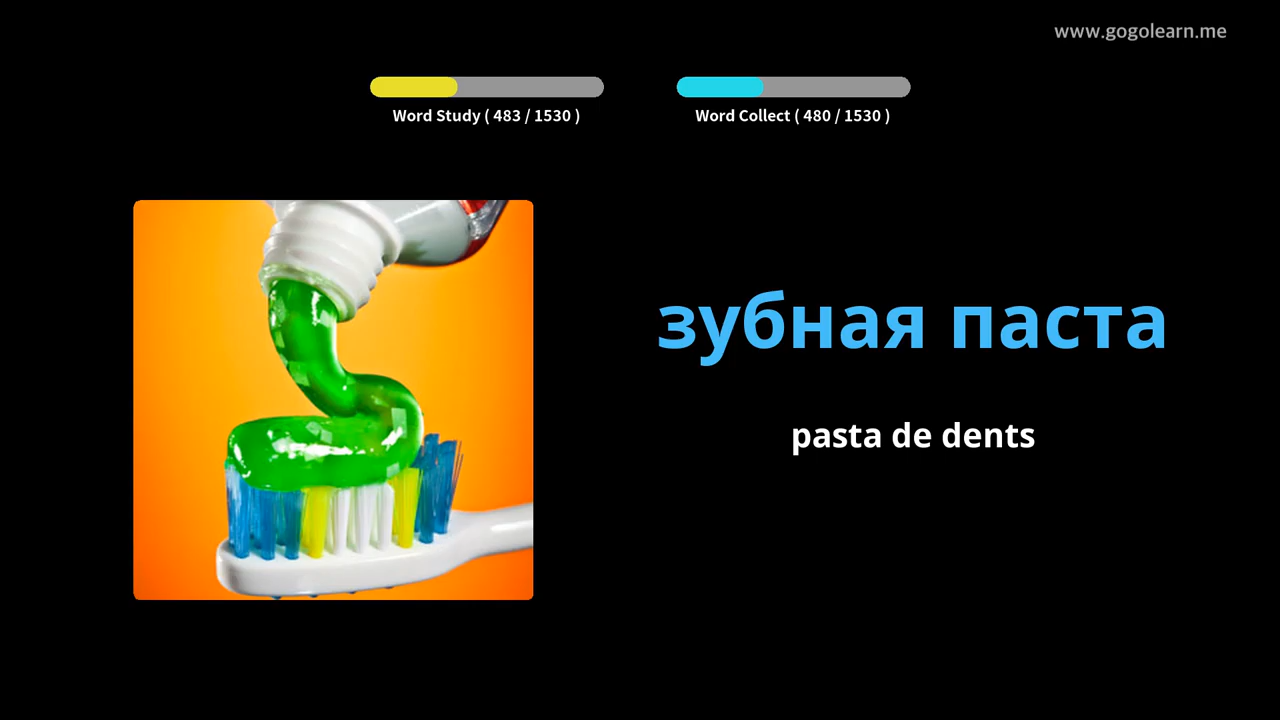 www.gogolearn.me
Word Study ( 483 / 1530 )
Word Collect ( 480 / 1530 )
зубная паста
pasta de dents